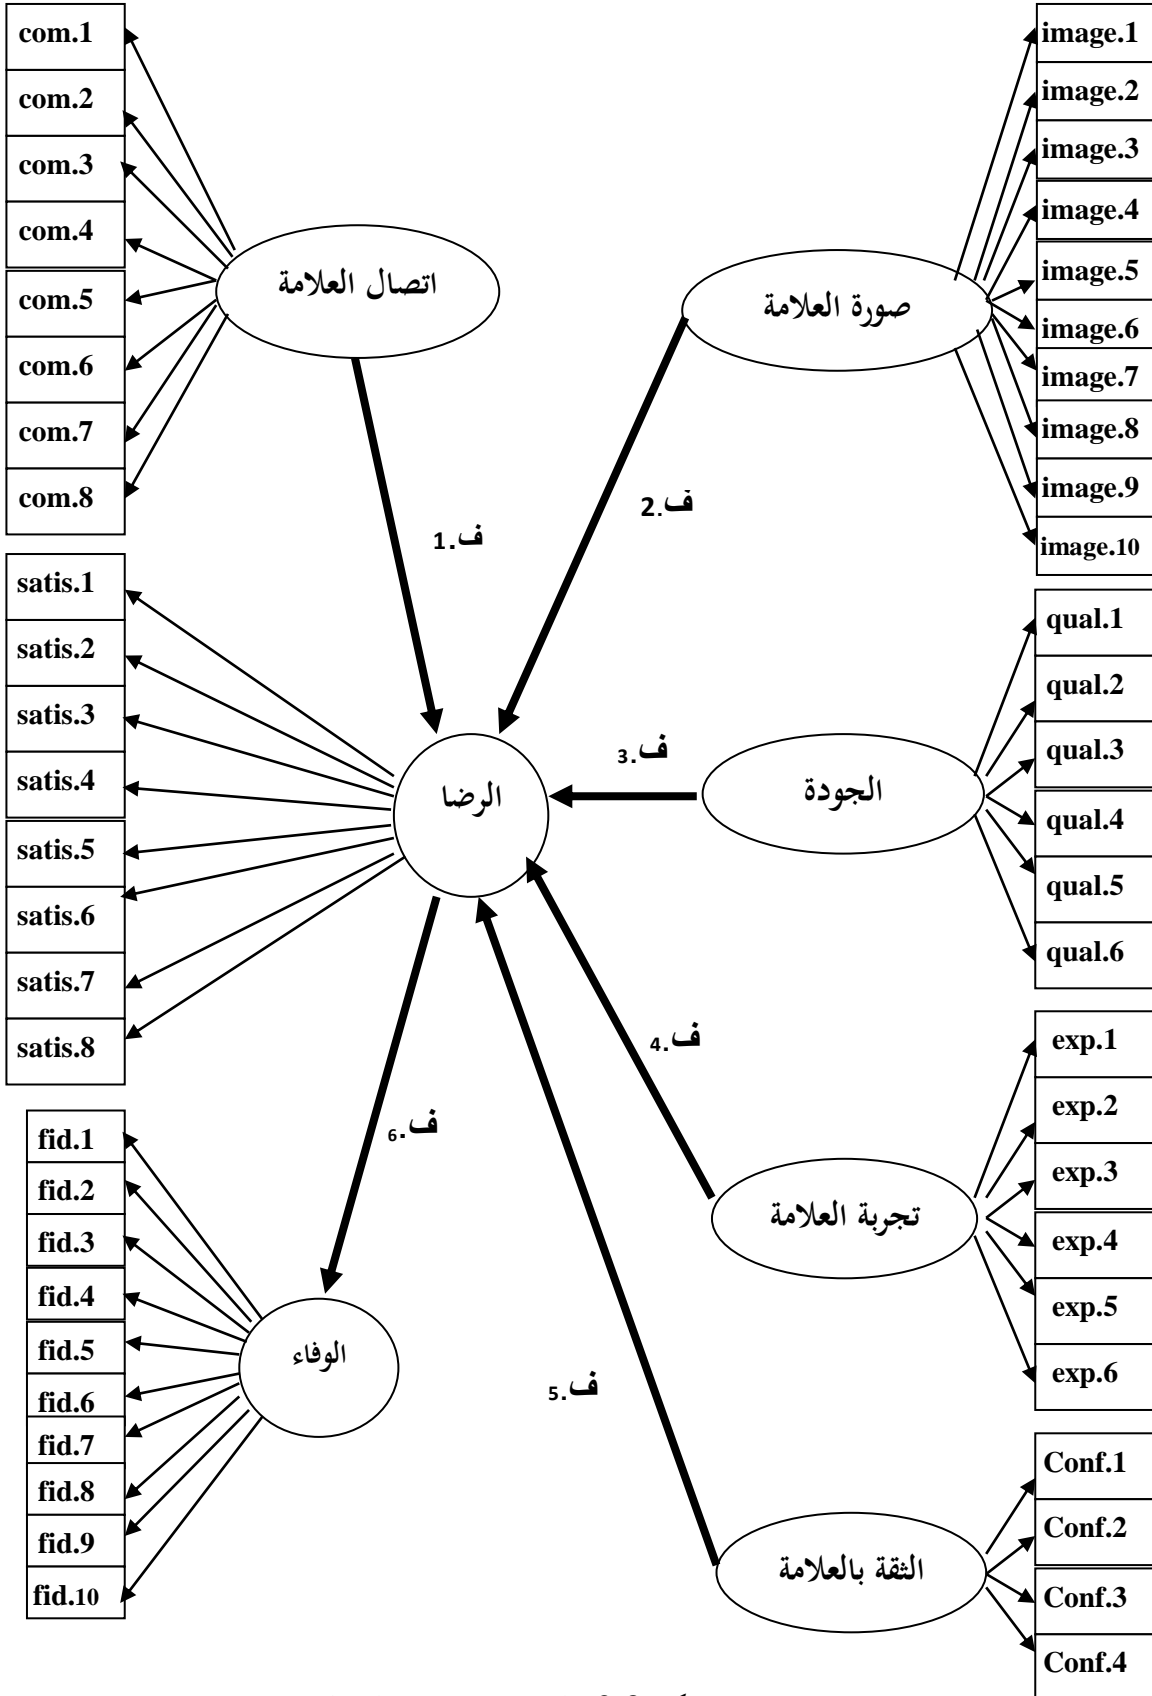 com.1
com.2
com.3
com.4
com.5
com.6
com.7
com.8
اتصال العلامة
صورة العلامة
image.1
image.2
image.3
image.4
image.5
image.6
image.7
image.8
image.9
image.10
ف.1
ف.2
satis.1
satis.2
satis.3
satis.4
satis.5
satis.6
satis.7
satis.8
الرضا
ف.3
الجودة
qual.1
qual.2
qual.3
qual.4
qual.5
qual.6
ف.4
ف.6
exp.1
exp.2
exp.3
exp.4
exp.5
exp.6
تجربة العلامة
fid.1
fid.2
fid.3
fid.4
fid.5
fid.6
fid.7
fid.8
fid.9
fid.10
الوفاء
ف.5
الثقة بالعلامة
Conf.1
Conf.2
Conf.3
Conf.4